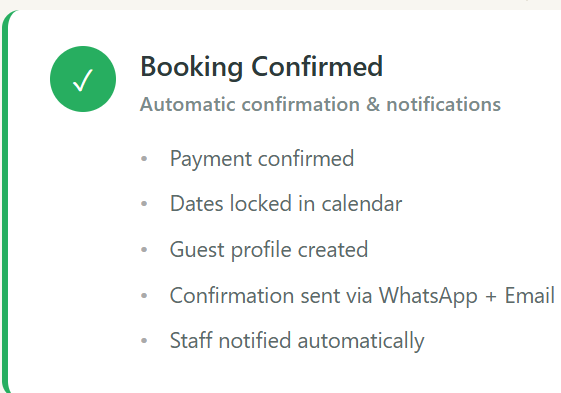 Booking Confirmed
Automatic confirmation & notifications
• Payment confirmed
• Dates locked in calendar
• Guest profile created
• Confirmation sent via WhatsApp + Email
• Staff notified automatically